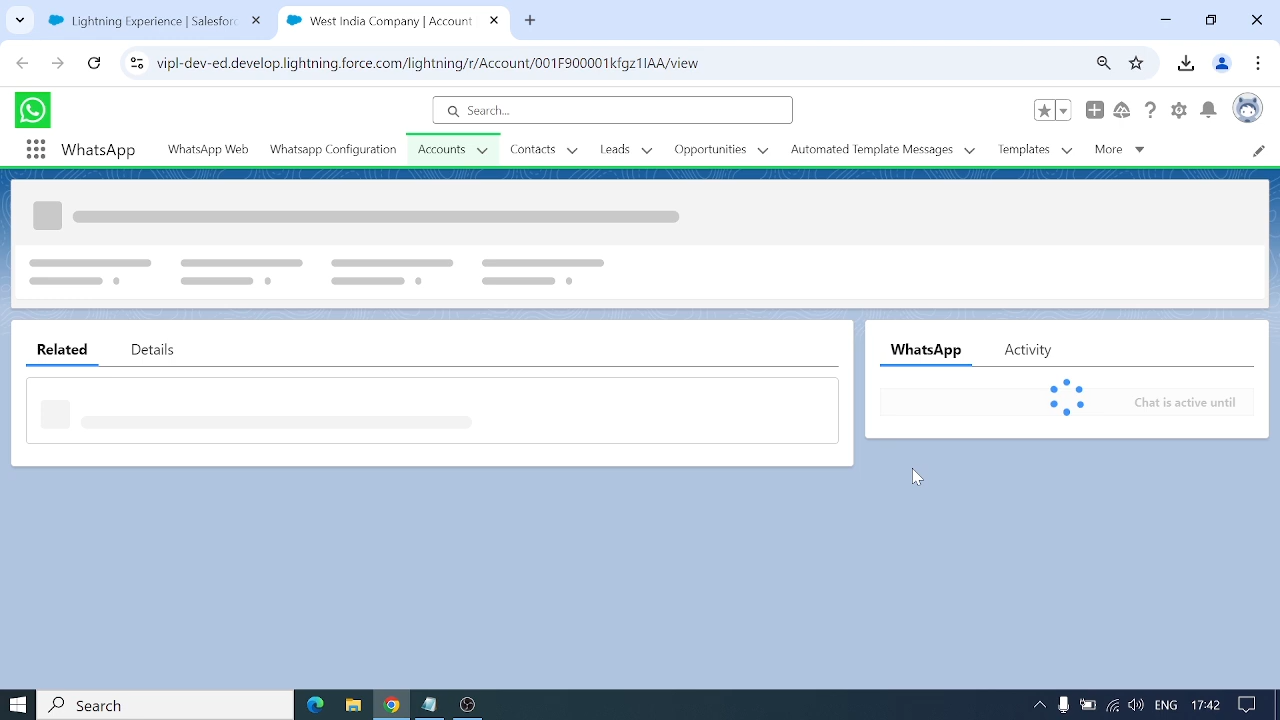 Lightning Experience | Salesforc
West India Company | Account
vipl-dev-ed.develop.lightning.force.com/lightning/r/Account/001F900001kfgz1IAA/view
Search...
WhatsApp
WhatsApp Web
Whatsapp Configuration
Accounts
Contacts
Leads
Opportunities
Automated Template Messages
Templates
More
Related
Details
WhatsApp
Activity
Chat is active until
Search
ENG
17:42